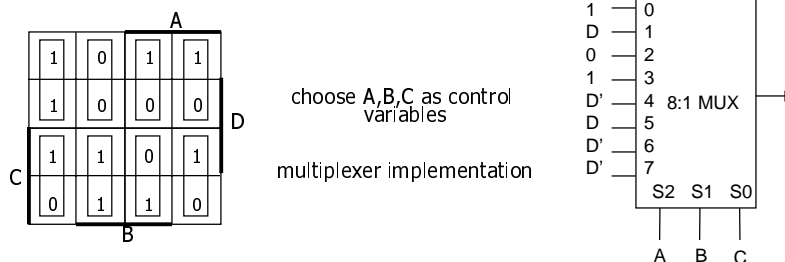 A
1 0 1 1
1 0 0 0
D
1 1 0 1
C
0 1 1 0
B
choose A,B,C as control
variables
multiplexer implementation
1 0
D 1
0 2
1 3
D' 4
8:1 MUX
D 5
D' 6
D' 7
S2 S1 S0
A B C